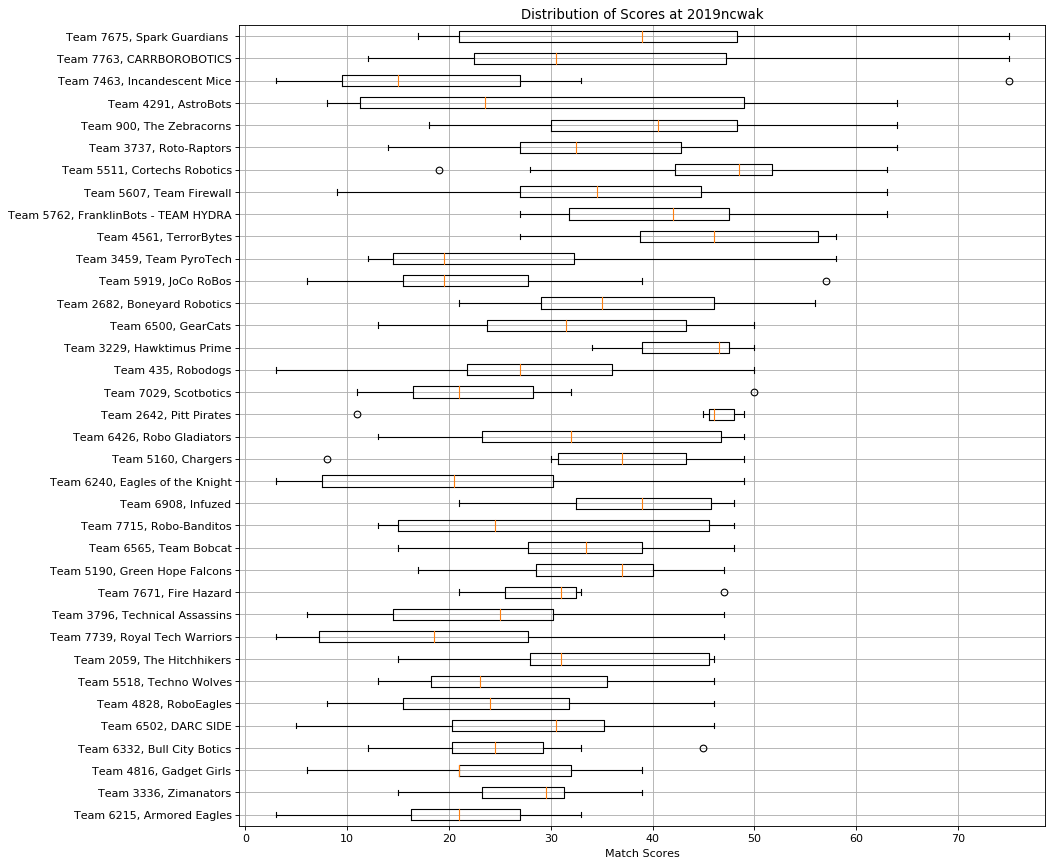 Distribution of Scores at 2019ncwak
Team 7675, Spark Guardians
Team 7763, CARRBOROBOTICS
Team 7463, Incandescent Mice
Team 4291, AstroBots
Team 900, The Zebracorns
Team 3737, Roto-Raptors
Team 5511, Cortechs Robotics
Team 5607, Team Firewall
Team 5762, FranklinBots - TEAM HYDRA
Team 4561, TerrorBytes
Team 3459, Team PyroTech
Team 5919, JoCo RoBos
Team 2682, Boneyard Robotics
Team 6500, GearCats
Team 3229, Hawktimus Prime
Team 435, Robodogs
Team 7029, Scotbotics
Team 2642, Pitt Pirates
Team 6426, Robo Gladiators
Team 5160, Chargers
Team 6240, Eagles of the Knight
Team 6908, Infuzed
Team 7715, Robo-Banditos
Team 6565, Team Bobcat
Team 5190, Green Hope Falcons
Team 7671, Fire Hazard
Team 3796, Technical Assassins
Team 7739, Royal Tech Warriors
Team 2059, The Hitchhikers
Team 5518, Techno Wolves
Team 4828, RoboEagles
Team 6502, DARC SIDE
Team 6332, Bull City Botics
Team 4816, Gadget Girls
Team 3336, Zimanators
Team 6215, Armored Eagles
0 10 20 30 40 50 60 70
Match Scores